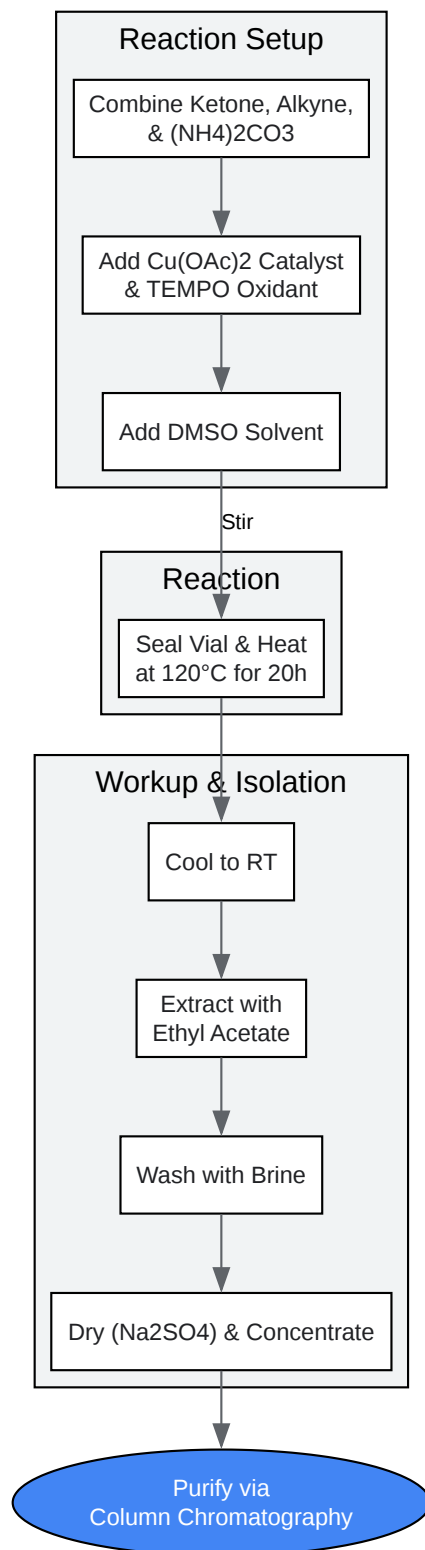 Reaction Setup
Combine Ketone, Alkyne,
& (NH4)2CO3
Add Cu(OAc)2 Catalyst
& TEMPO Oxidant
Add DMSO Solvent
Stir
Reaction
Seal Vial & Heat
at 120°C for 20h
Workup & Isolation
Cool to RT
Extract with
Ethyl Acetate
Wash with Brine
Dry (Na2SO4) & Concentrate
Purify via
Column Chromatography